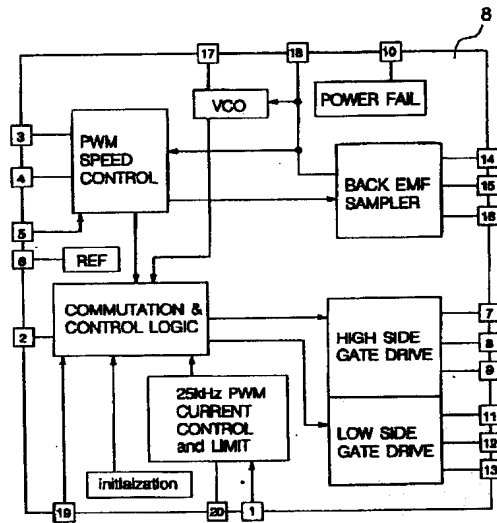 8
17
18
10
VCO
POWER FAIL
3
4
5
6
PWM
SPEED
CONTROL
14
15
16
BACK EMF
SAMPLER
REF
2
COMMUTATION &
CONTROL LOGIC
7
8
9
HIGH SIDE
GATE DRIVE
25kHz PWM
CURRENT
CONTROL
and LIMIT
11
12
13
LOW SIDE
GATE DRIVE
initialzation
19
20
1